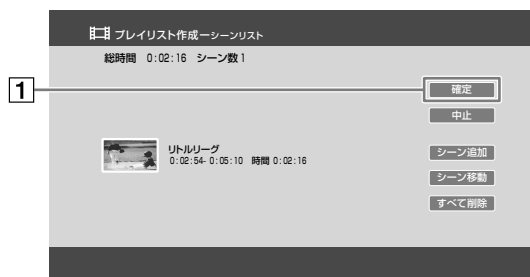 プレイリスト作成ーシーンリスト
総時間 0:02:16 シーン数1
1
確定
中止
リトルリーグ
0:02:54-0:05:10 時間 0:02:16
シーン追加
シーン移動
すべて削除